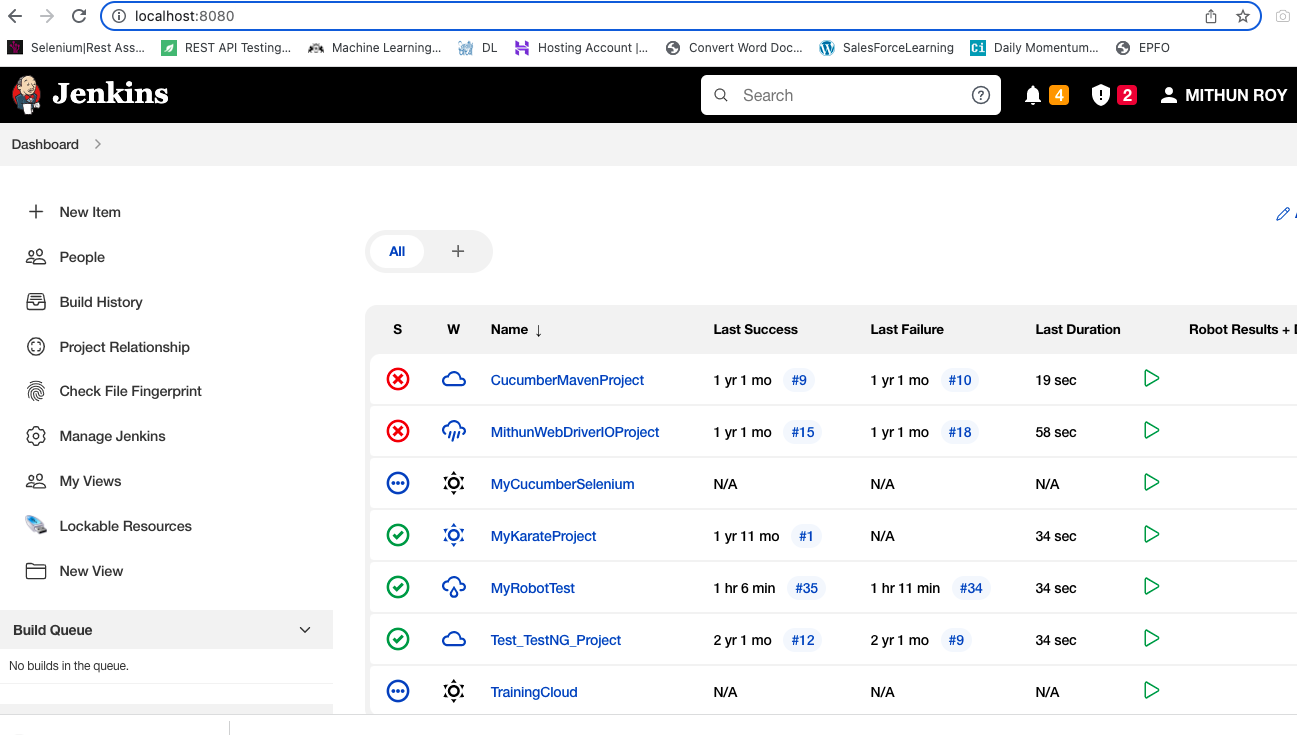 localhost:8080
Selenium|Rest Ass... REST API Testing... Machine Learning... DL Hosting Account |... Convert Word Doc... SalesForceLearning Daily Momentum... EPFO
Jenkins Search 4 2 MITHUN ROY
Dashboard
New Item
People
Build History
Project Relationship
Check File Fingerprint
Manage Jenkins
My Views
Lockable Resources
New View
Build Queue
No builds in the queue.
All
S W Name ↓ Last Success Last Failure Last Duration Robot Results +
CucumberMavenProject 1 yr 1 mo #9 1 yr 1 mo #10 19 sec
MithunWebDriverIOProject 1 yr 1 mo #15 1 yr 1 mo #18 58 sec
MyCucumberSelenium N/A N/A N/A
MyKarateProject 1 yr 11 mo #1 N/A 34 sec
MyRobotTest 1 hr 6 min #35 1 hr 11 min #34 34 sec
Test_TestNG_Project 2 yr 1 mo #12 2 yr 1 mo #9 34 sec
TrainingCloud N/A N/A N/A